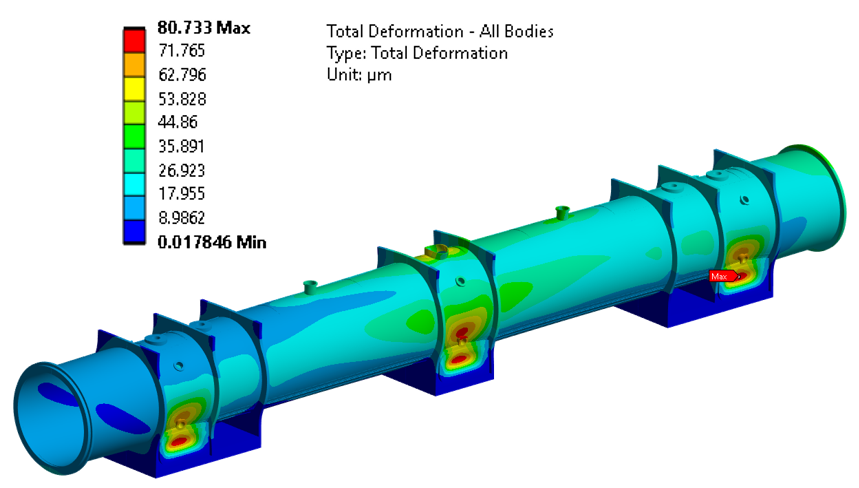 80.733 Max
71.765
62.796
53.828
44.86
35.891
26.923
17.955
8.9862
0.017846 Min
Total Deformation - All Bodies
Type: Total Deformation
Unit: µm
Max